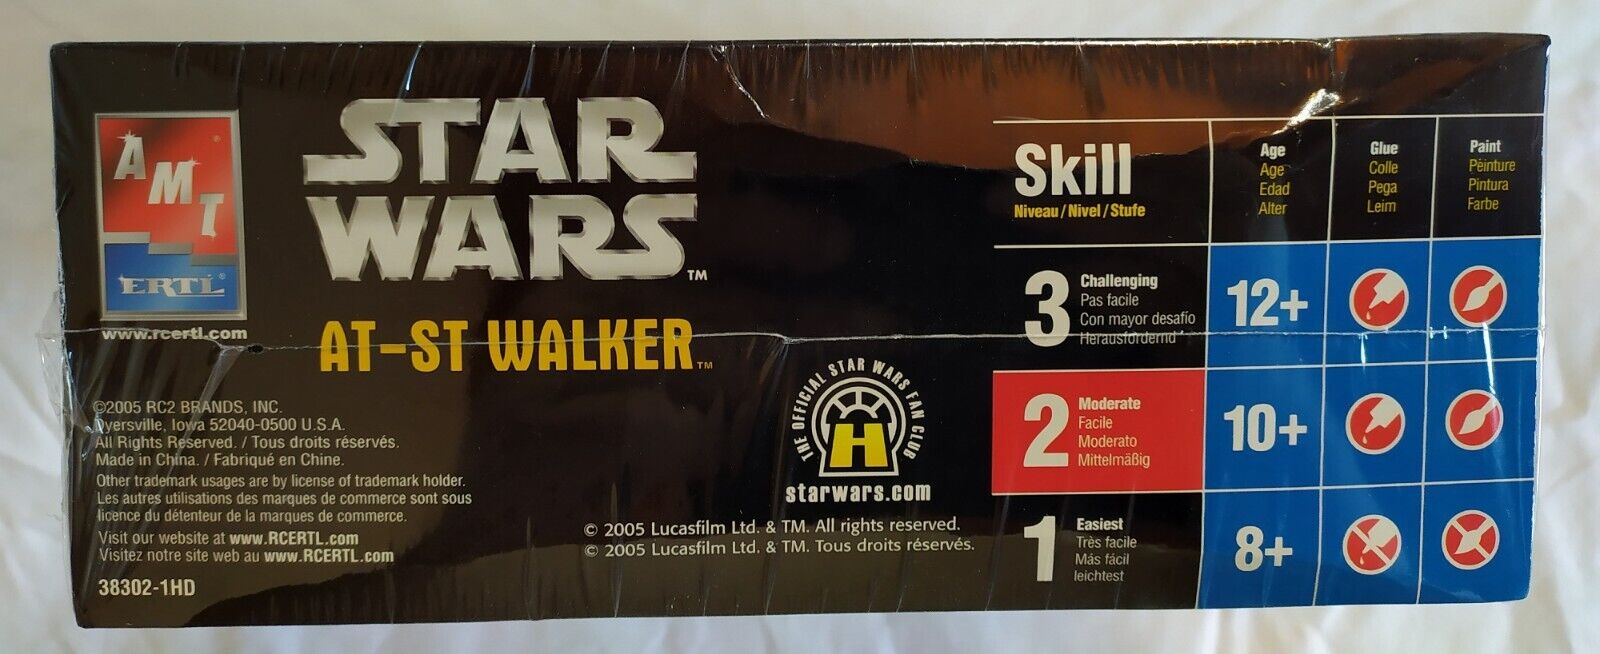 AMT
ERTL®
www.rcertl.com
STAR
WARS™
AT-ST WALKER™
©2005 RC2 BRANDS, INC.
Dyersville, Iowa 52040-0500 U.S.A.
All Rights Reserved. / Tous droits réservés.
Made in China. / Fabriqué en Chine.
Other trademark usages are by license of trademark holder.
Les autres utilisations des marques de commerce sont sous
licence du détenteur de la marques de commerce.
Visit our website at www.RCERTL.com
Visitez notre site web au www.RCERTL.com
38302-1HD
THE OFFICIAL STAR WARS FAN CLUB
H
starwars.com
© 2005 Lucasfilm Ltd. & TM. All rights reserved.
© 2005 Lucasfilm Ltd. & TM. Tous droits réservés.
Skill
Niveau / Nivel / Stufe
Age
Age
Edad
Alter
Glue
Colle
Pega
Leim
Paint
Péinture
Pintura
Farbe
3
Challenging
Pas facile
Con mayor desafio
Herausfordernd
12+
2
Moderate
Facile
Moderato
Mittelmäßig
10+
1
Easiest
Très facile
Más fácil
leichtest
8+